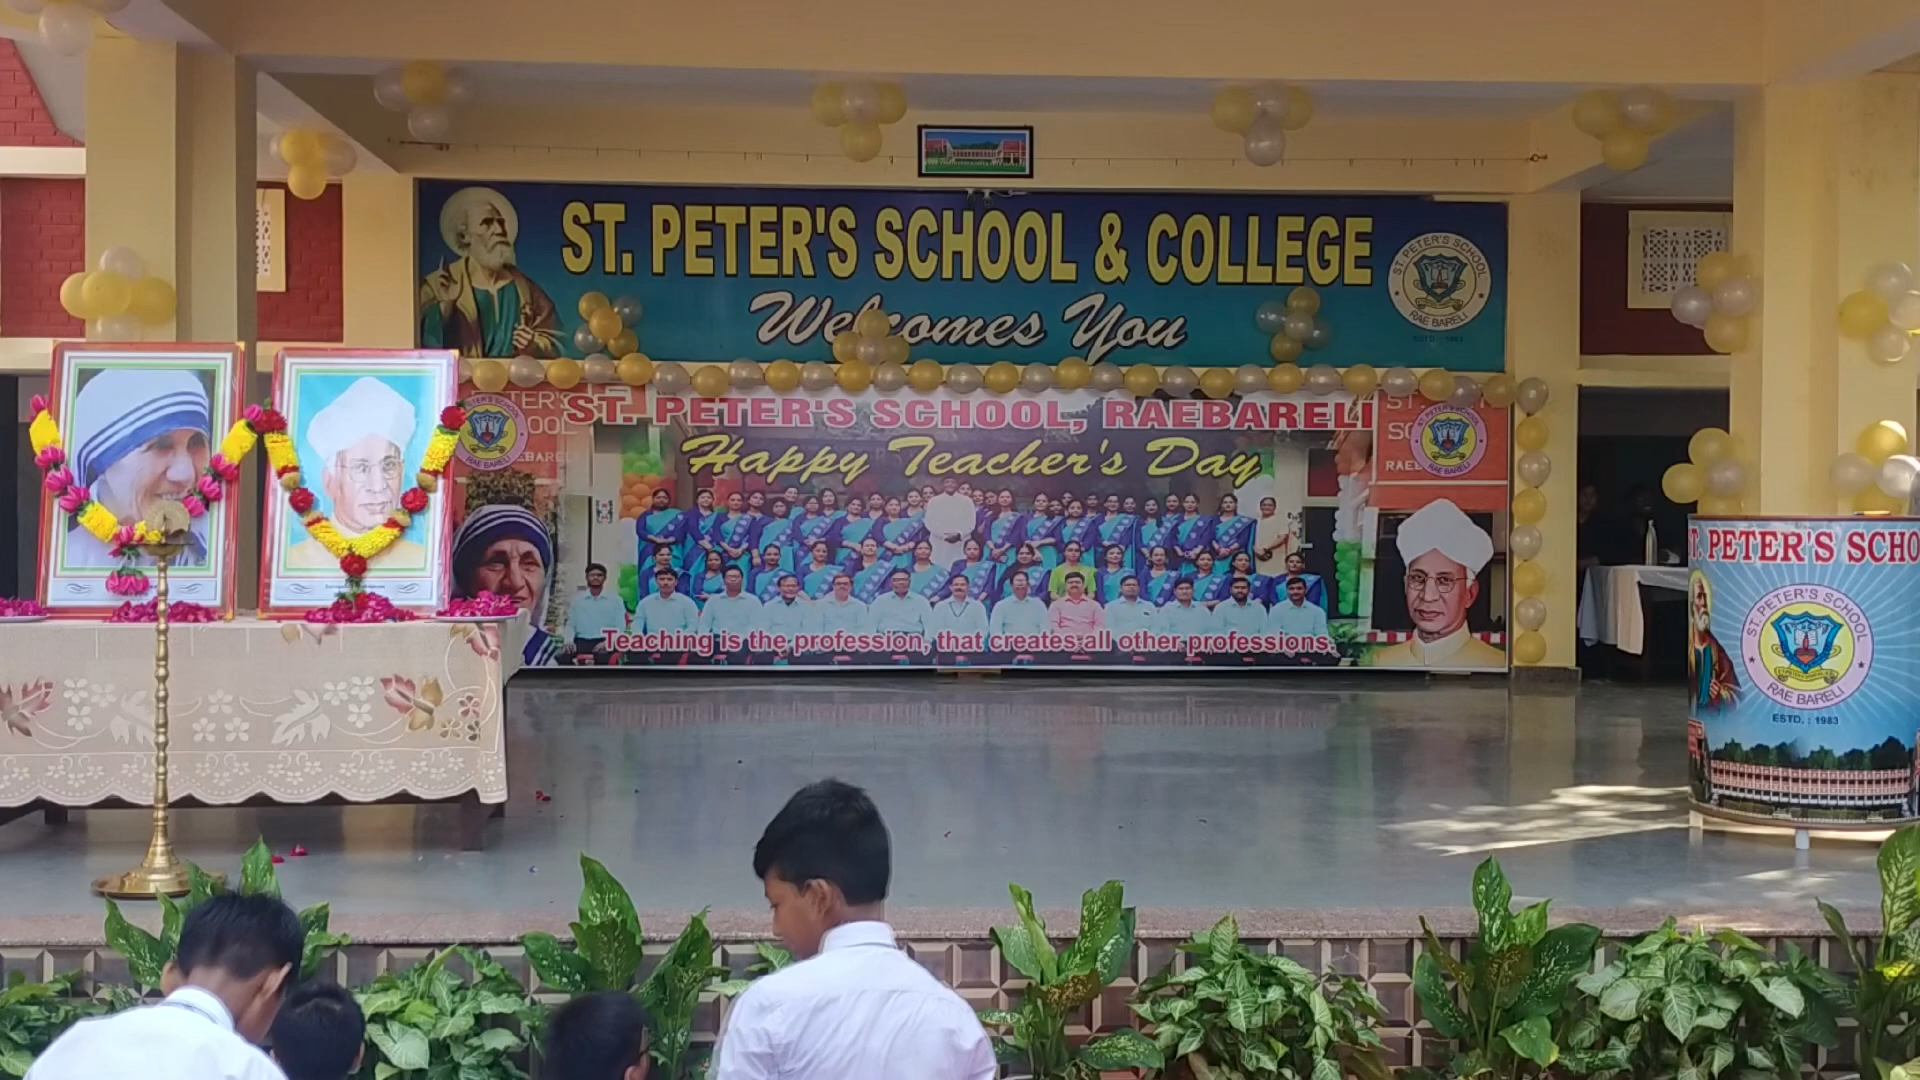 ST. PETER'S SCHOOL & COLLEGE
Welcomes You
ST. PETER'S SCHOOL
RAE BARELI
ESTD. : 1983
ST. PETER'S SCHOOL, RAEBARELI
Happy Teacher's Day
Teaching is the profession, that creates all other professions.
T. PETER'S SCHO
ST. PETER'S SCHOOL
RAE BARELI
ESTD. : 1983